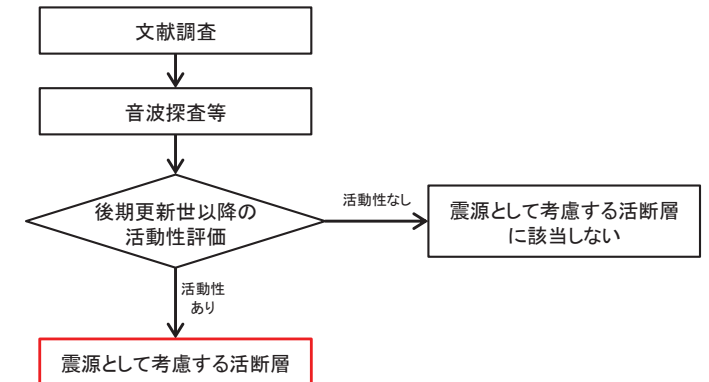 文献調査
音波探査等
後期更新世以降の
活動性評価
活動性なし
震源として考慮する活断層
に該当しない
活動性
あり
震源として考慮する活断層